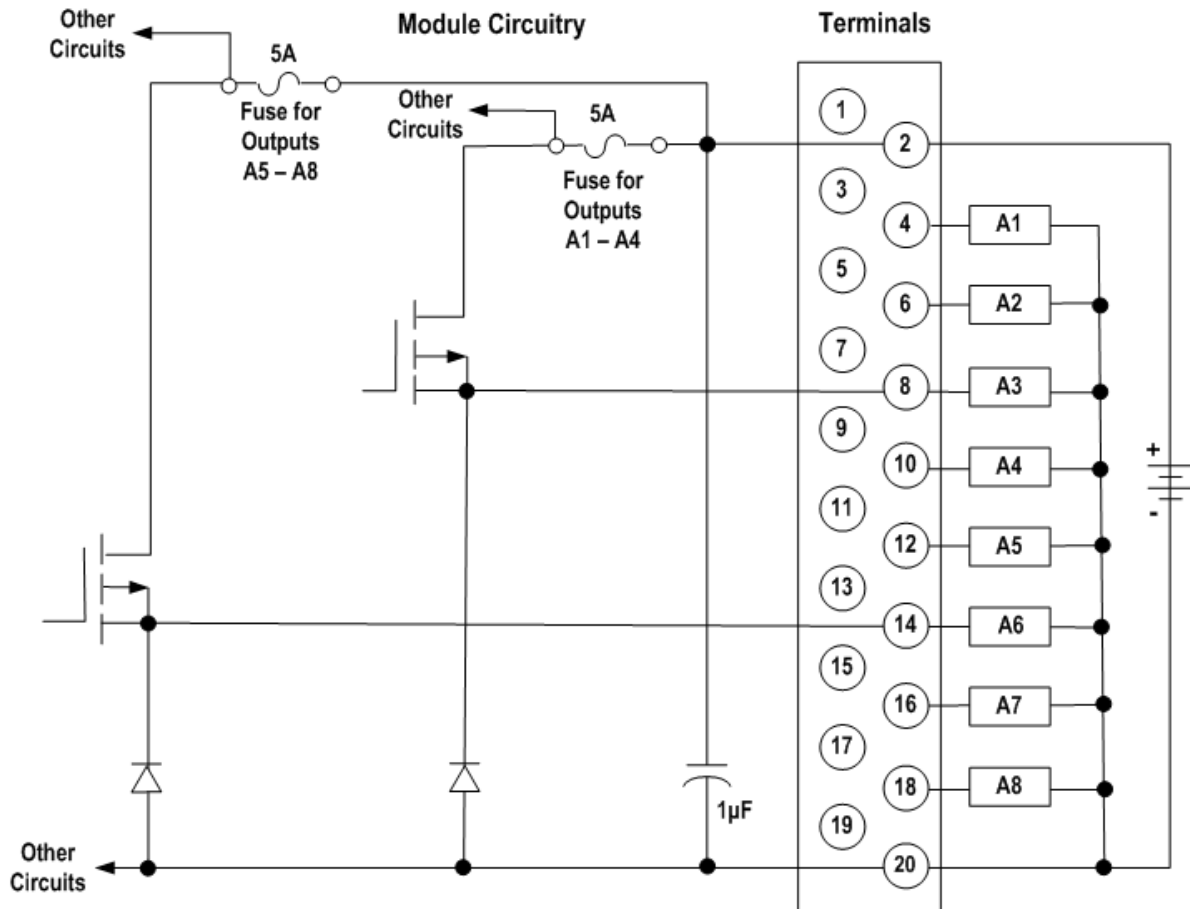 Other
Circuits
Module Circuitry
Terminals
5A
Fuse for
Outputs
A5 – A8
Other
Circuits
5A
Fuse for
Outputs
A1 – A4
1
2
3
4
A1
5
6
A2
7
8
A3
9
10
A4
+
-
11
12
A5
13
14
A6
15
16
A7
17
18
A8
1µF
19
20
Other
Circuits